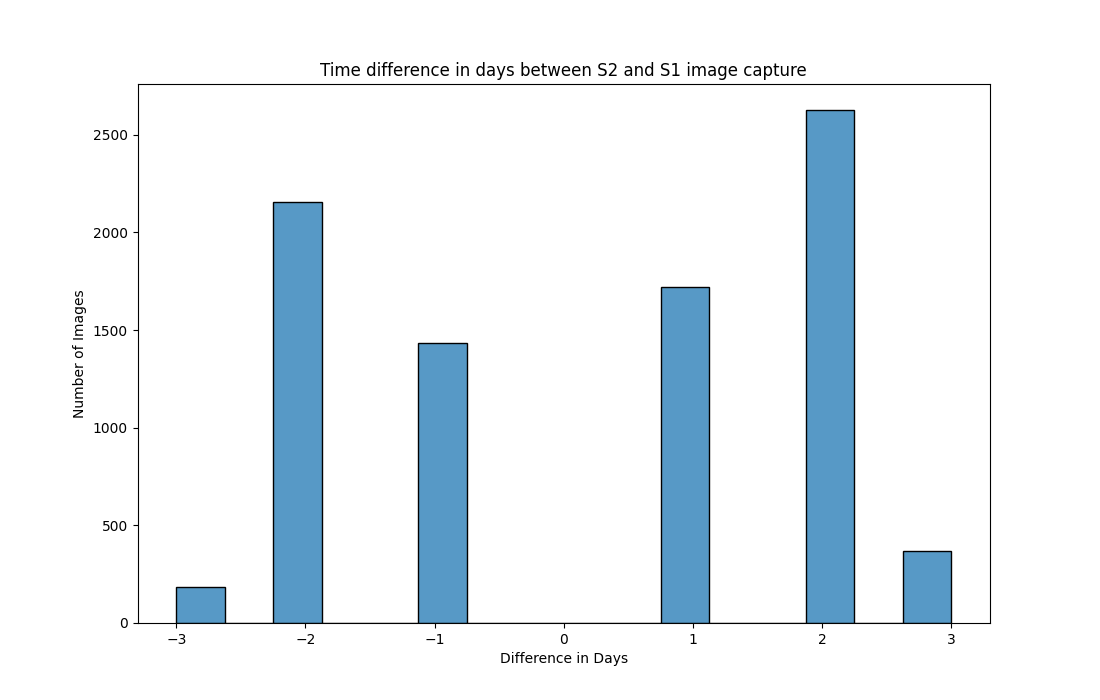 Time difference in days between S2 and S1 image capture
2500
2000
1500
1000
500
0
Number of Images
−3 −2 −1 0 1 2 3
Difference in Days